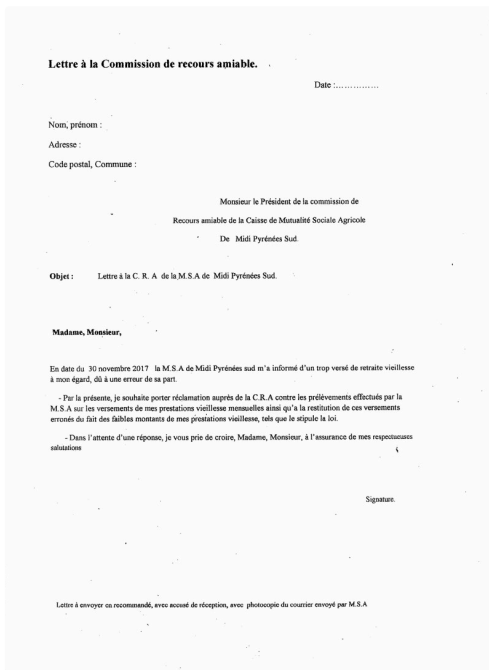 Lettre à la Commission de recours amiable.
Date :..............
Nom, prénom :
Adresse :
Code postal, Commune :
Monsieur le Président de la commission de
Recours amiable de la Caisse de Mutualité Sociale Agricole
De Midi Pyrénées Sud.
Objet : Lettre à la C. R. A de la M.S.A de Midi Pyrénées Sud.
Madame, Monsieur,
En date du 30 novembre 2017 la M.S.A de Midi Pyrénées sud m'a informé d'un trop versé de retraite vieillesse
à mon égard, dû à une erreur de sa part.
- Par la présente, je souhaite porter réclamation auprès de la C.R.A contre les prélévements effectués par la
M.S.A sur les versements de mes prestations vieillesse mensuelles ainsi qu'a la restitution de ces versements
erronés du fait des faibles montants de mes prestations vieillesse, tels que le stipule la loi.
- Dans l'attente d'une réponse, je vous prie de croire, Madame, Monsieur, à l'assurance de mes respectueuses
salutations
Signature.
Lettre à envoyer en recommandé, avec accusé de réception, avec photocopie du courrier envoyé par M.S.A